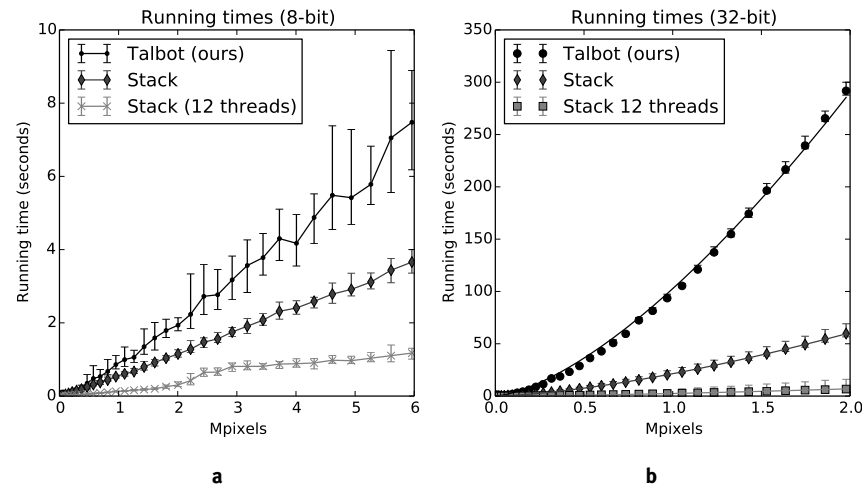 Running times (8-bit)
10
8
6
4
2
0
Running time (seconds)
Talbot (ours)
Stack
Stack (12 threads)
0
1
2
3
4
5
6
Mpixels
a
Running times (32-bit)
350
300
250
200
150
100
50
0
Running time (seconds)
Talbot (ours)
Stack
Stack 12 threads
0.0
0.5
1.0
1.5
2.0
Mpixels
b